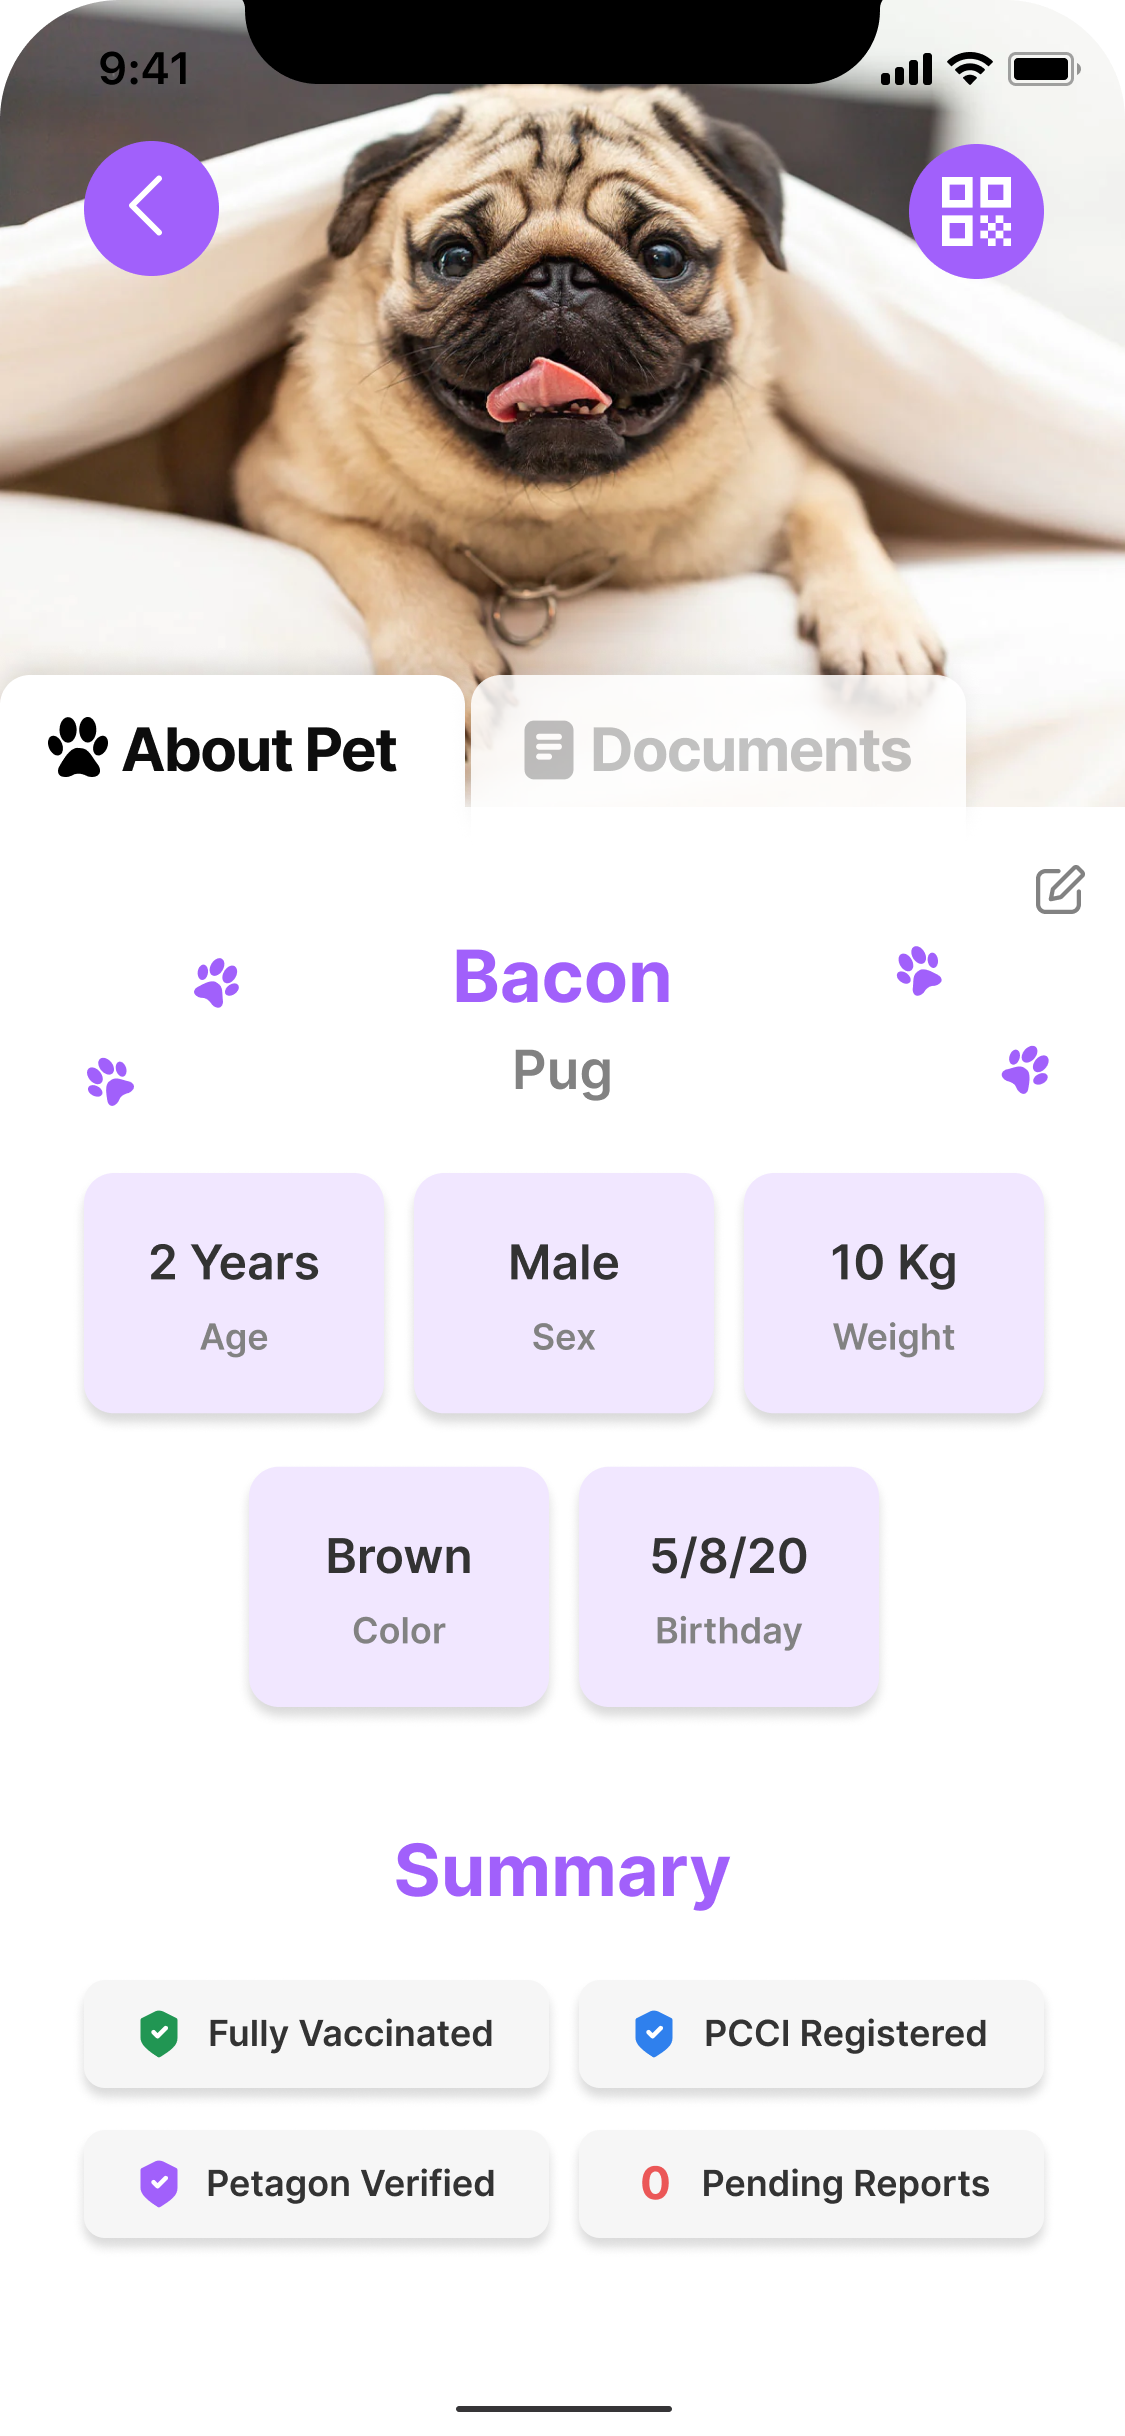 9:41
About Pet
Documents
Bacon
Pug
2 Years
Age
Male
Sex
10 Kg
Weight
Brown
Color
5/8/20
Birthday
Summary
Fully Vaccinated
PCCI Registered
Petagon Verified
0 Pending Reports